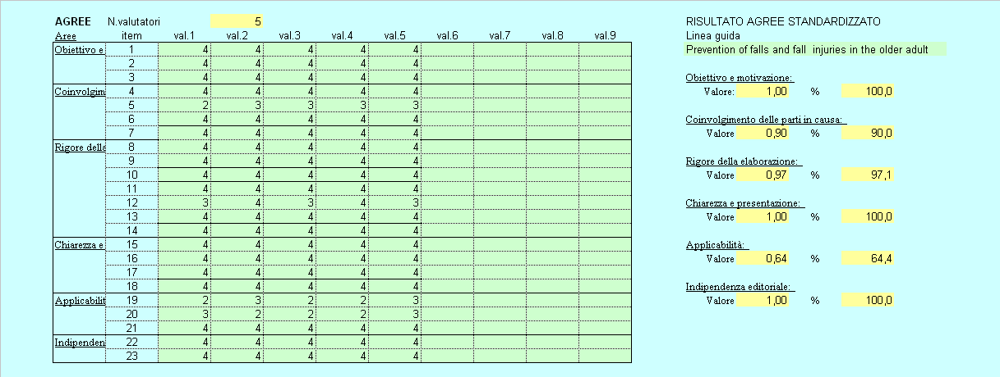 AGREE N.valutatori 5 RISULTATO AGREE STANDARDIZZATO
Aree item val.1 val.2 val.3 val.4 val.5 val.6 val.7 val.8 val.9 Linea guida
Obiettivo e 1 4 4 4 4 4 Prevention of falls and fall injuries in the older adult
2 4 4 4 4 4
3 4 4 4 4 4 Obiettivo e motivazione:
Coinvolgim 4 4 4 4 4 4 Valore: 1,00 % 100,0
5 2 3 3 3 3
6 4 4 4 4 4 Coinvolgimento delle parti in causa:
7 4 4 4 4 4 Valore 0,90 % 90,0
Rigore della 8 4 4 4 4 4
9 4 4 4 4 4 Rigore della elaborazione:
10 4 4 4 4 4 Valore 0,97 % 97,1
11 4 4 4 4 4
12 3 4 3 4 3 Chiarezza e presentazione:
13 4 4 4 4 4 Valore 1,00 % 100,0
14 4 4 4 4 4
Chiarezza e 15 4 4 4 4 4 Applicabilità:
16 4 4 4 4 4 Valore 0,64 % 64,4
17 4 4 4 4 4
18 4 4 4 4 4 Indipendenza editoriale:
Applicabilit 19 2 3 2 2 3 Valore 1,00 % 100,0
20 3 2 2 2 3
21 4 4 4 4 4
Indipenden 22 4 4 4 4 4
23 4 4 4 4 4